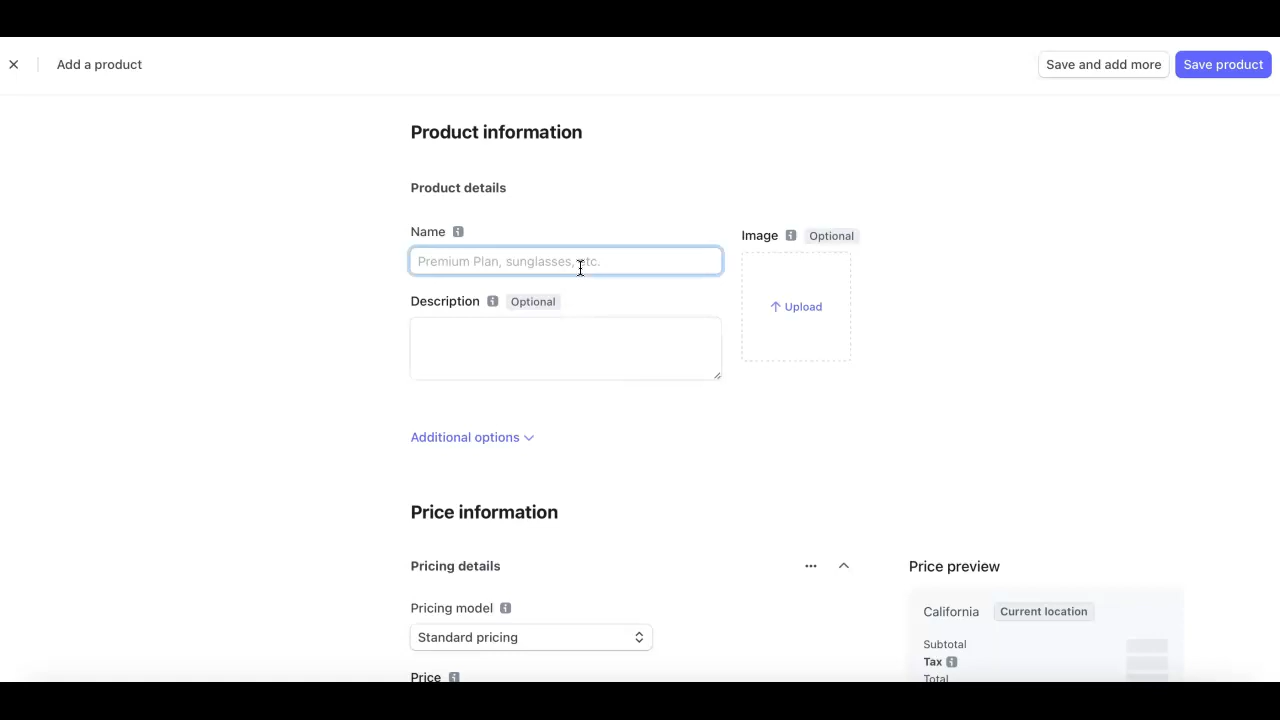 Add a product
Save and add more
Save product
Product information
Product details
Name
Image Optional
Premium Plan, sunglasses, etc.
Description Optional
Upload
Additional options
Price information
Pricing details
Price preview
Pricing model
California Current location
Standard pricing
Subtotal
Tax
Price
Total